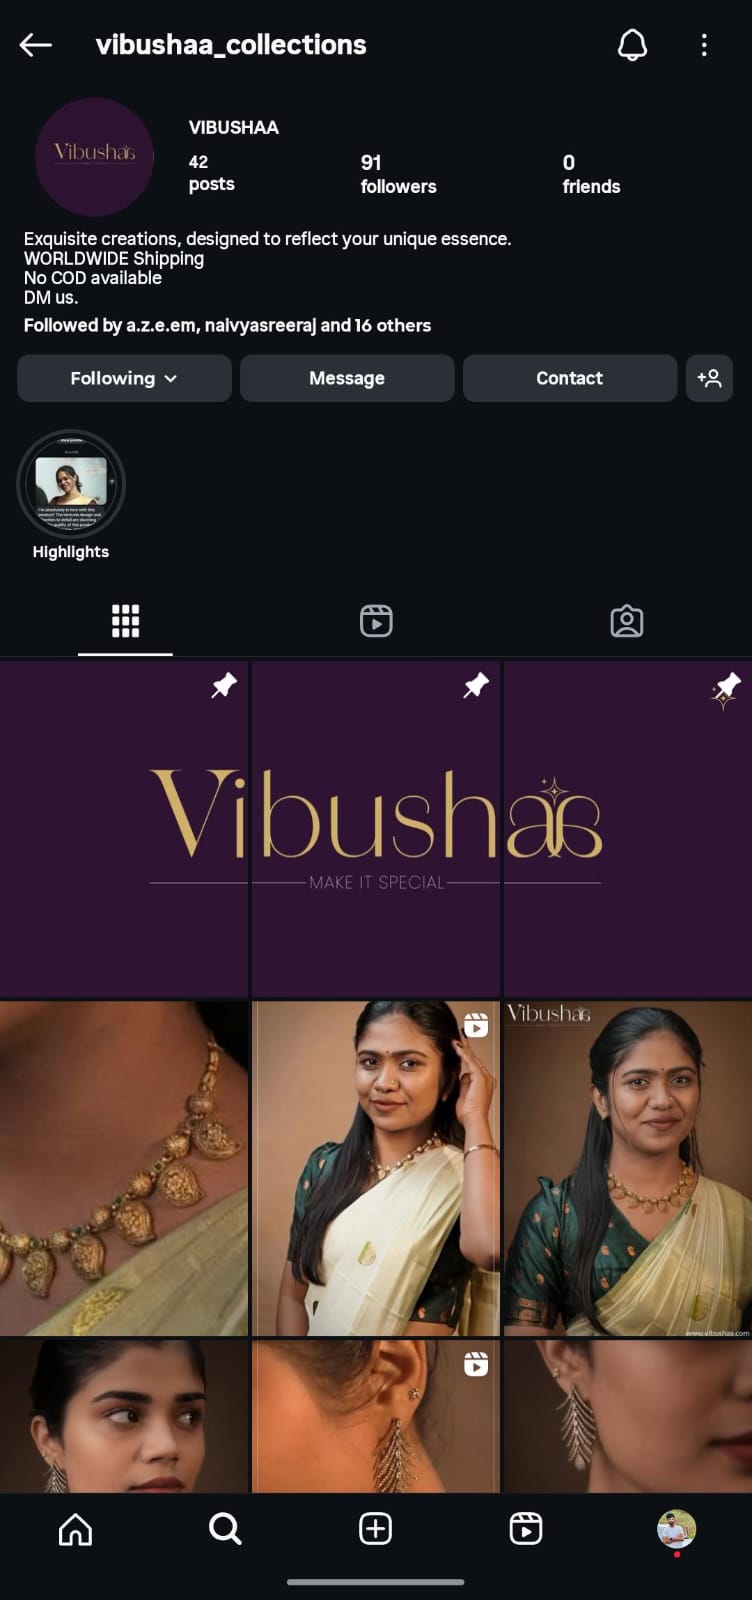 vibushaa_collections
Vibushaa
VIBUSHAA
42
posts
91
followers
0
friends
Exquisite creations, designed to reflect your unique essence.
WORLDWIDE Shipping
No COD available
DM us.
Followed by a.z.e.em, naivyasreeraj and 16 others
Following
Message
Contact
Highlights
Vibushaa
MAKE IT SPECIAL
Vibushaa
www.vibushaa.com